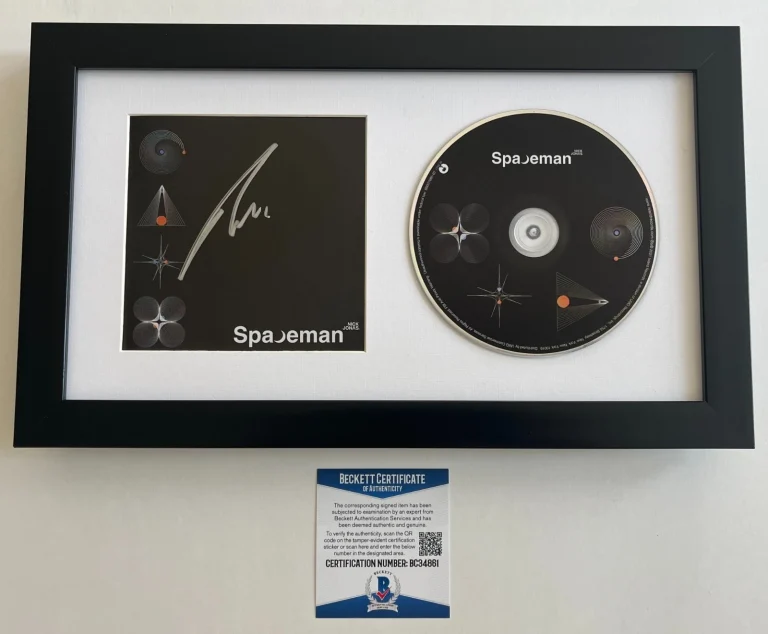 Spaceman
NICK
JONAS
Spaceman
NICK
JONAS
BECKETT CERTIFICATE
OF AUTHENTICITY
The corresponding signed item has been
subjected to examination by an expert from
Beckett Authentication Services and has
been deemed authentic and genuine.
To verify the authenticity, scan the QR
code on the tamper-evident certification
sticker or scan here and enter the below
number in the designated area.
CERTIFICATION NUMBER: BC34861
BECKETT
B